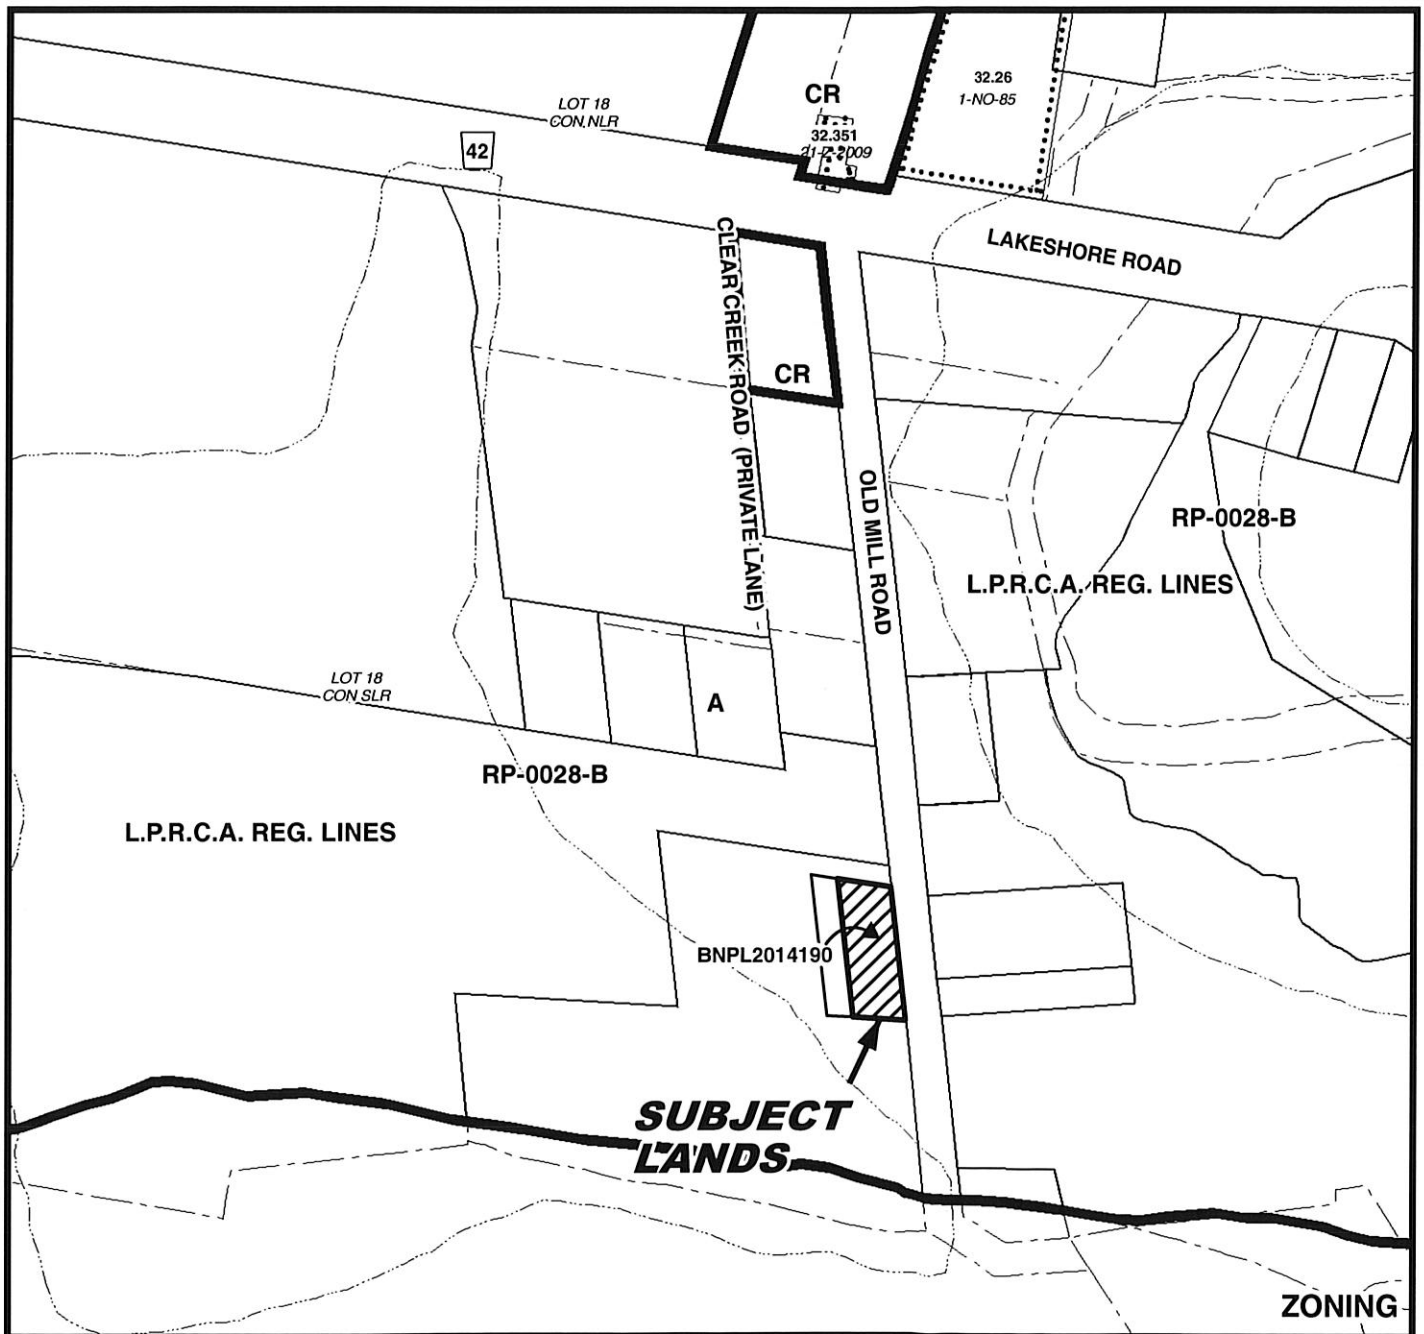 CR
32.26
1-NO-85
LOT 18
CON NLR
32.351
21-Z-2009
42
LAKESHORE ROAD
CLEAR CREEK ROAD (PRIVATE LANE)
CR
OLD MILL ROAD
RP-0028-B
L.P.R.C.A. REG. LINES
LOT 18
CON SLR
A
RP-0028-B
L.P.R.C.A. REG. LINES
BNPL2014190
SUBJECT
LANDS
ZONING